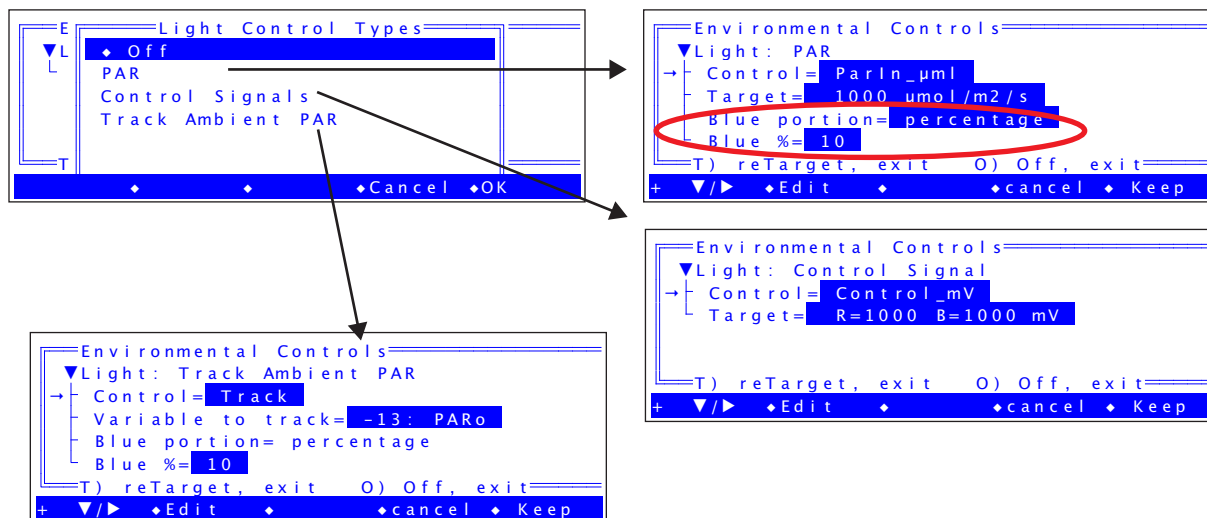 E Light Control Types
▼L ◆ Off
PAR
Control Signals
Track Ambient PAR
T
◆ ◆ ◆Cancel ◆OK
Environmental Controls
▼Light: PAR
→ Control= ParIn_µml
Target= 1000 µmol/m2/s
Blue portion= percentage
Blue %= 10
T) reTarget, exit O) Off, exit
+ ▼/▶ ◆Edit ◆ ◆cancel ◆ Keep
Environmental Controls
▼Light: Control Signal
→ Control= Control_mV
Target= R=1000 B=1000 mV
T) reTarget, exit O) Off, exit
+ ▼/▶ ◆Edit ◆ ◆cancel ◆ Keep
Environmental Controls
▼Light: Track Ambient PAR
→ Control= Track
Variable to track= -13: PARo
Blue portion= percentage
Blue %= 10
T) reTarget, exit O) Off, exit
+ ▼/▶ ◆Edit ◆ ◆cancel ◆ Keep